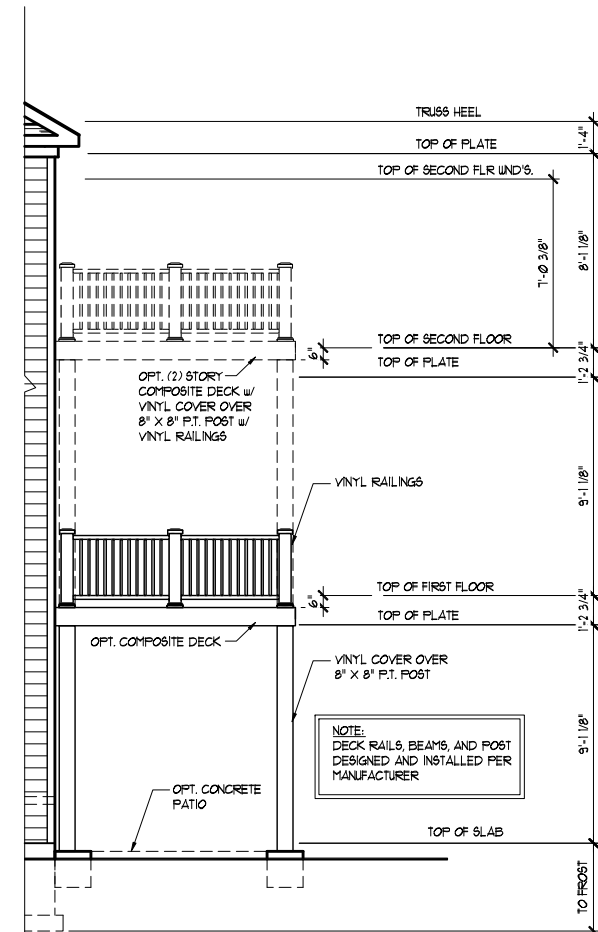 TRUSS HEEL
1'-4"
TOP OF PLATE
TOP OF SECOND FLR WND'S.
8'-1 1/8"
7'-0 3/8"
TOP OF SECOND FLOOR
6"
TOP OF PLATE
1'-2 3/4"
OPT. (2) STORY
COMPOSITE DECK w/
VINYL COVER OVER
8" X 8" P.T. POST w/
VINYL RAILINGS
VINYL RAILINGS
9'-1 1/8"
TOP OF FIRST FLOOR
6"
TOP OF PLATE
1'-2 3/4"
OPT. COMPOSITE DECK
VINYL COVER OVER
8" X 8" P.T. POST
NOTE:
DECK RAILS, BEAMS, AND POST
DESIGNED AND INSTALLED PER
MANUFACTURER
9'-1 1/8"
OPT. CONCRETE
PATIO
TOP OF SLAB
TO FROST